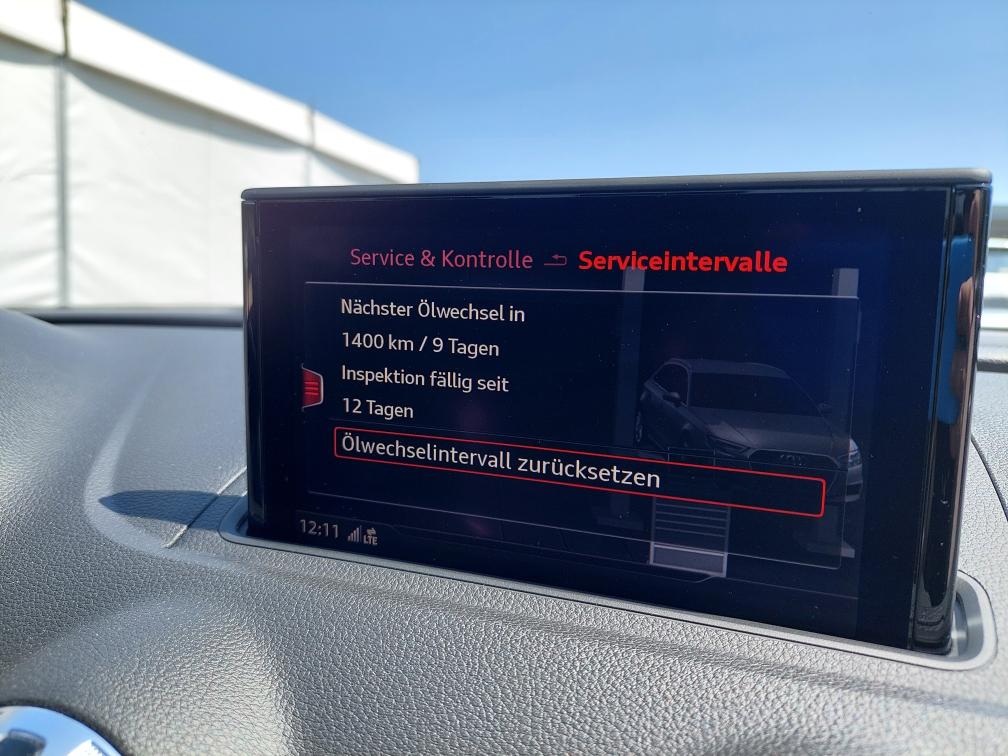 Service & Kontrolle Serviceintervalle
Nächster Ölwechsel in
1400 km / 9 Tagen
Inspektion fällig seit
12 Tagen
Ölwechselintervall zurücksetzen
12:11 LTE